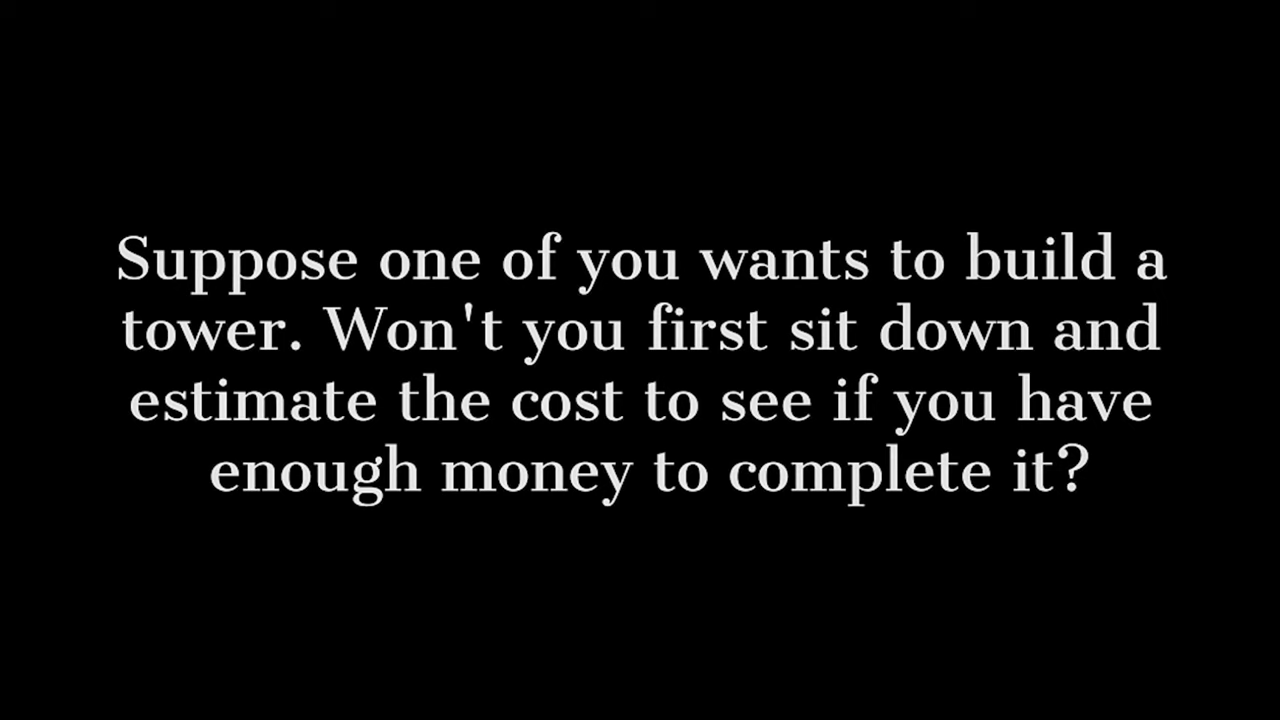 Suppose one of you wants to build a
tower. Won't you first sit down and
estimate the cost to see if you have
enough money to complete it?